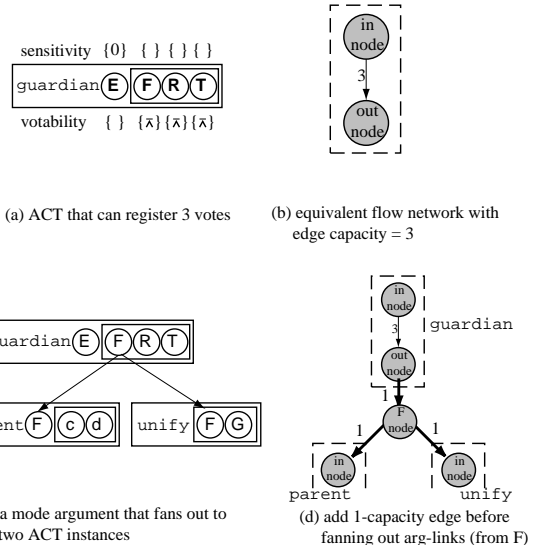 sensitivity {0} { } { } { }
guardian E F R T
votability { } {⊼} {⊼} {⊼}
(a) ACT that can register 3 votes
in
node
3
out
node
(b) equivalent flow network with
edge capacity = 3
uardian E F R T
ent F c d
unify F G
a mode argument that fans out to
two ACT instances
in
node
3
guardian
out
node
1
F
node
1 1
in
node
in
node
parent unify
(d) add 1-capacity edge before
fanning out arg-links (from F)